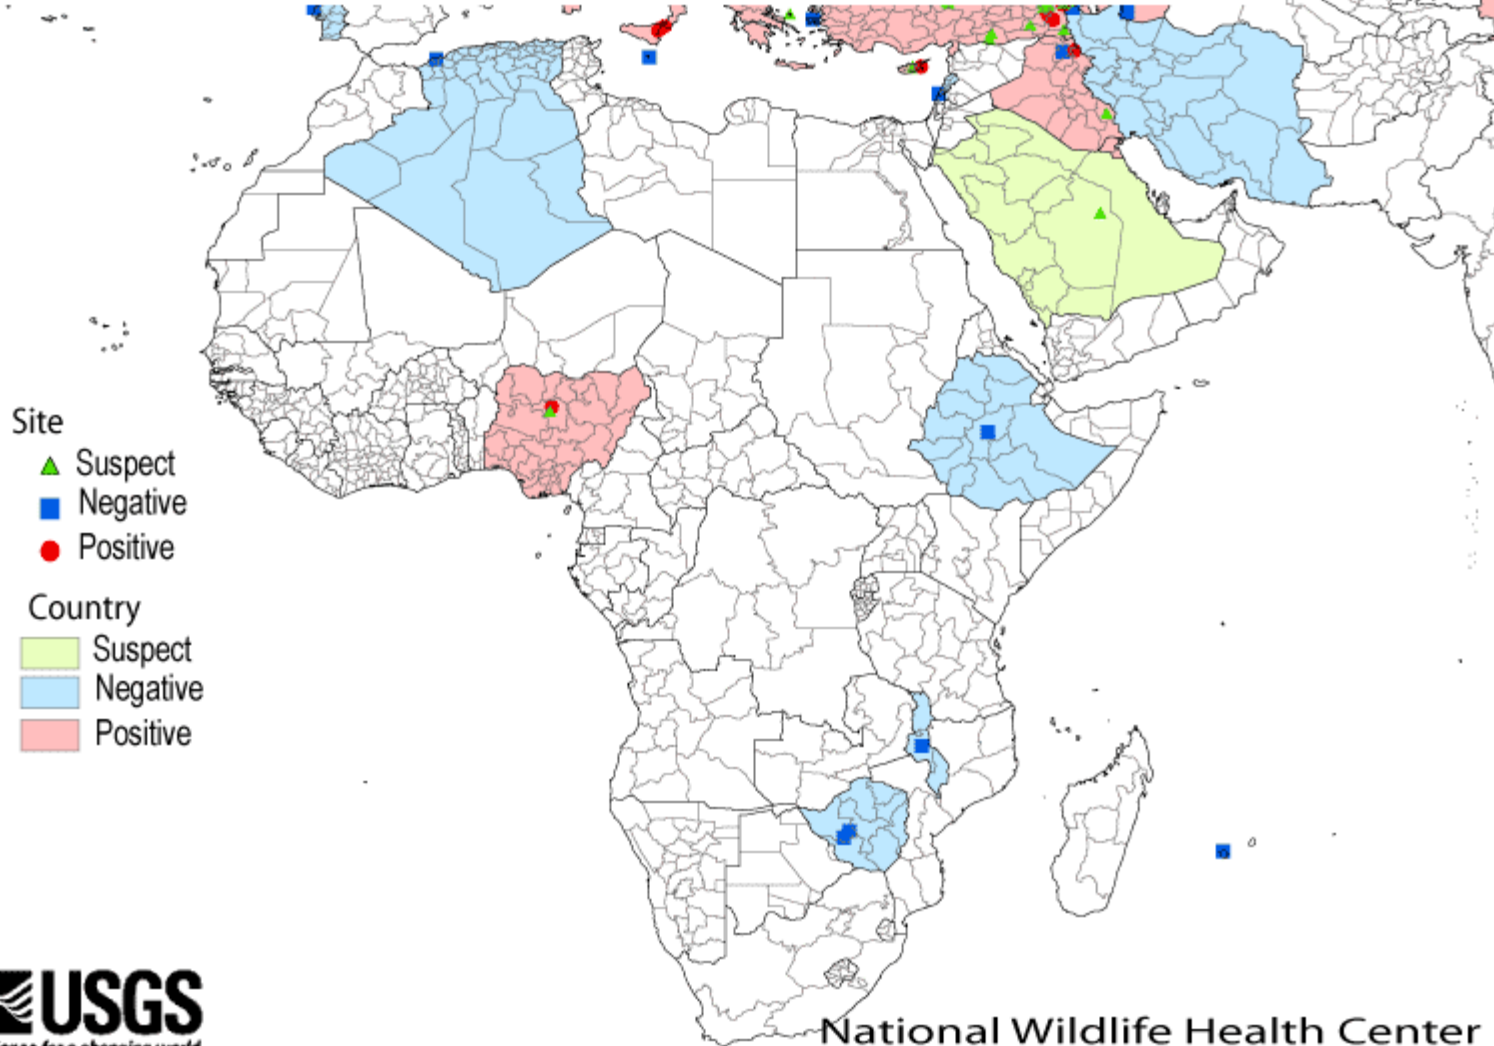 Site
Suspect
Negative
Positive
Country
Suspect
Negative
Positive
USGS
National Wildlife Health Center